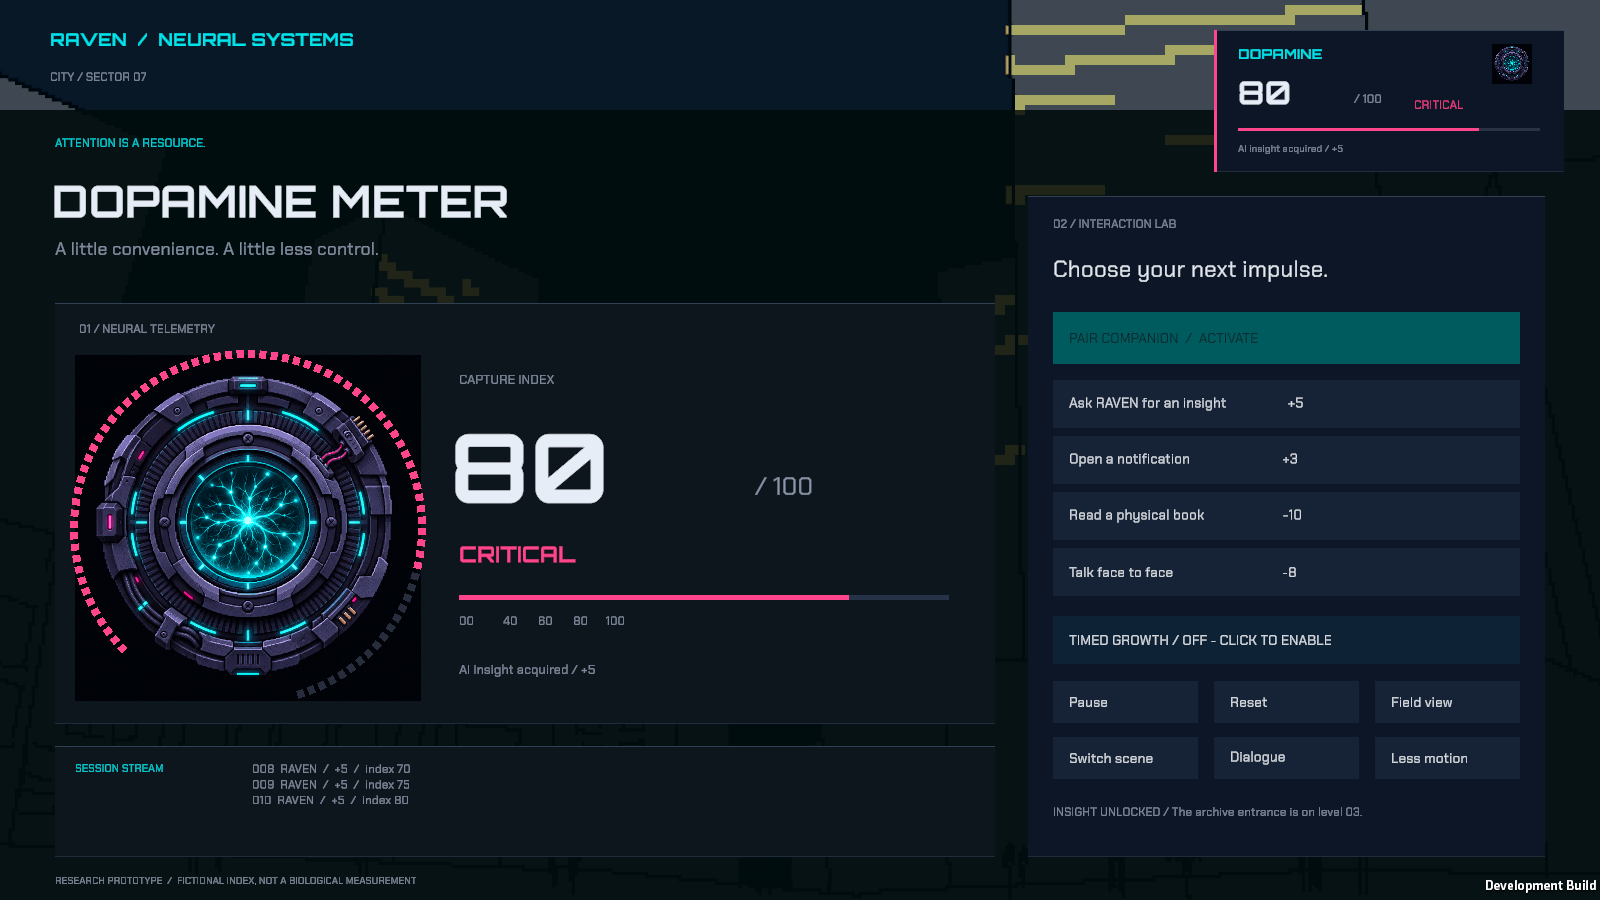 RAVEN / NEURAL SYSTEMS
CITY / SECTOR 07
DOPAMINE
80 / 100 CRITICAL
AI insight acquired / +5
ATTENTION IS A RESOURCE.
DOPAMINE METER
A little convenience. A little less control.
01 / NEURAL TELEMETRY
CAPTURE INDEX
80 / 100
CRITICAL
00 40 60 80 100
AI insight acquired / +5
SESSION STREAM
008 RAVEN / +5 / index 70
009 RAVEN / +5 / index 75
010 RAVEN / +5 / index 80
02 / INTERACTION LAB
Choose your next impulse.
PAIR COMPANION / ACTIVATE
Ask RAVEN for an insight +5
Open a notification +3
Read a physical book -10
Talk face to face -8
TIMED GROWTH / OFF - CLICK TO ENABLE
Pause Reset Field view
Switch scene Dialogue Less motion
INSIGHT UNLOCKED / The archive entrance is on level 03.
RESEARCH PROTOTYPE / FICTIONAL INDEX, NOT A BIOLOGICAL MEASUREMENT
Development Build